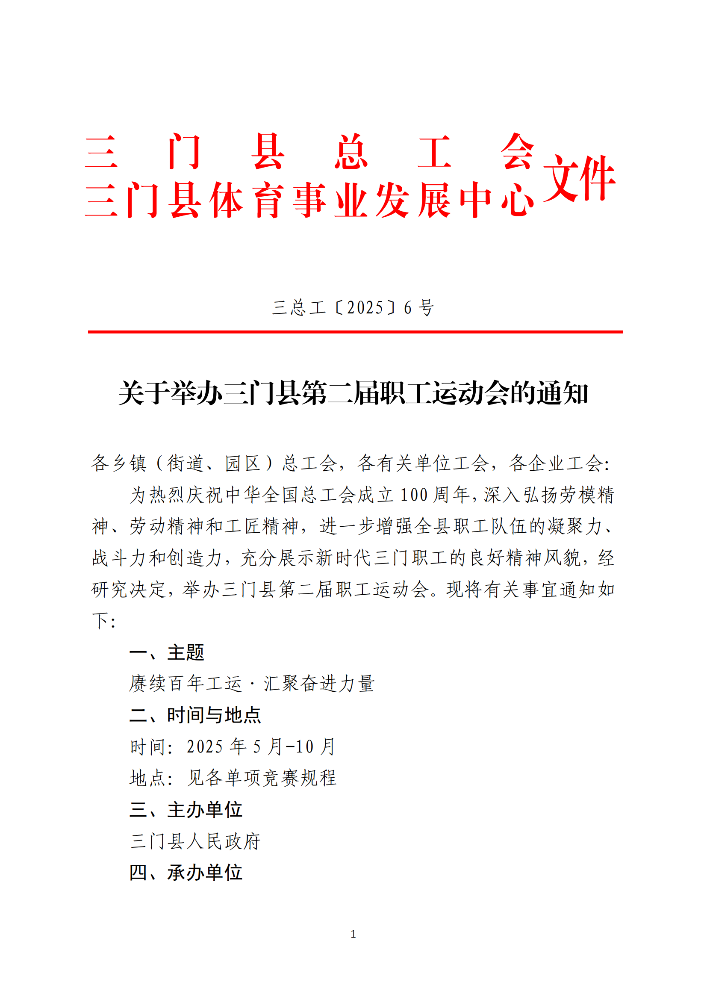 三门县总工会
三门县体育事业发展中心
文件
三总工〔2025〕6 号
关于举办三门县第二届职工运动会的通知
各乡镇（街道、园区）总工会，各有关单位工会，各企业工会：
为热烈庆祝中华全国总工会成立 100 周年，深入弘扬劳模精
神、劳动精神和工匠精神，进一步增强全县职工队伍的凝聚力、
战斗力和创造力，充分展示新时代三门职工的良好精神风貌，经
研究决定，举办三门县第二届职工运动会。现将有关事宜通知如
下：
一、主题
赓续百年工运·汇聚奋进力量
二、时间与地点
时间：2025 年 5 月-10 月
地点：见各单项竞赛规程
三、主办单位
三门县人民政府
四、承办单位
1